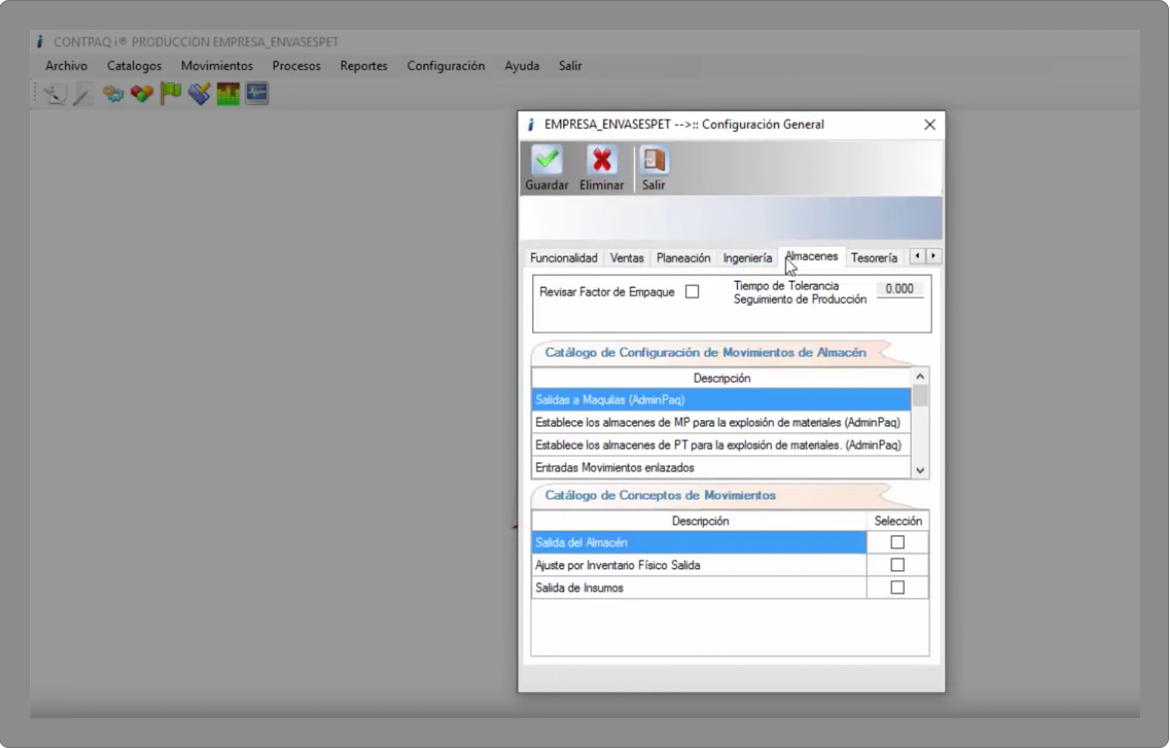 CONTPAQ i® PRODUCCION EMPRESA_ENVASESPET
Archivo Catalogos Movimientos Procesos Reportes Configuración Ayuda Salir
EMPRESA_ENVASESPET -->:: Configuración General
Guardar Eliminar Salir
Funcionalidad Ventas Planeación Ingeniería Almacenes Tesorería
Revisar Factor de Empaque
Tiempo de Tolerancia
Seguimiento de Producción
0.000
Catálogo de Configuración de Movimientos de Almacén
Descripción
Salidas a Maquilas (AdminPaq)
Establece los almacenes de MP para la explosión de materiales (AdminPaq)
Establece los almacenes de PT para la explosión de materiales. (AdminPaq)
Entradas Movimientos enlazados
Catálogo de Conceptos de Movimientos
Descripción Selección
Salida del Almacén
Ajuste por Inventario Físico Salida
Salida de Insumos